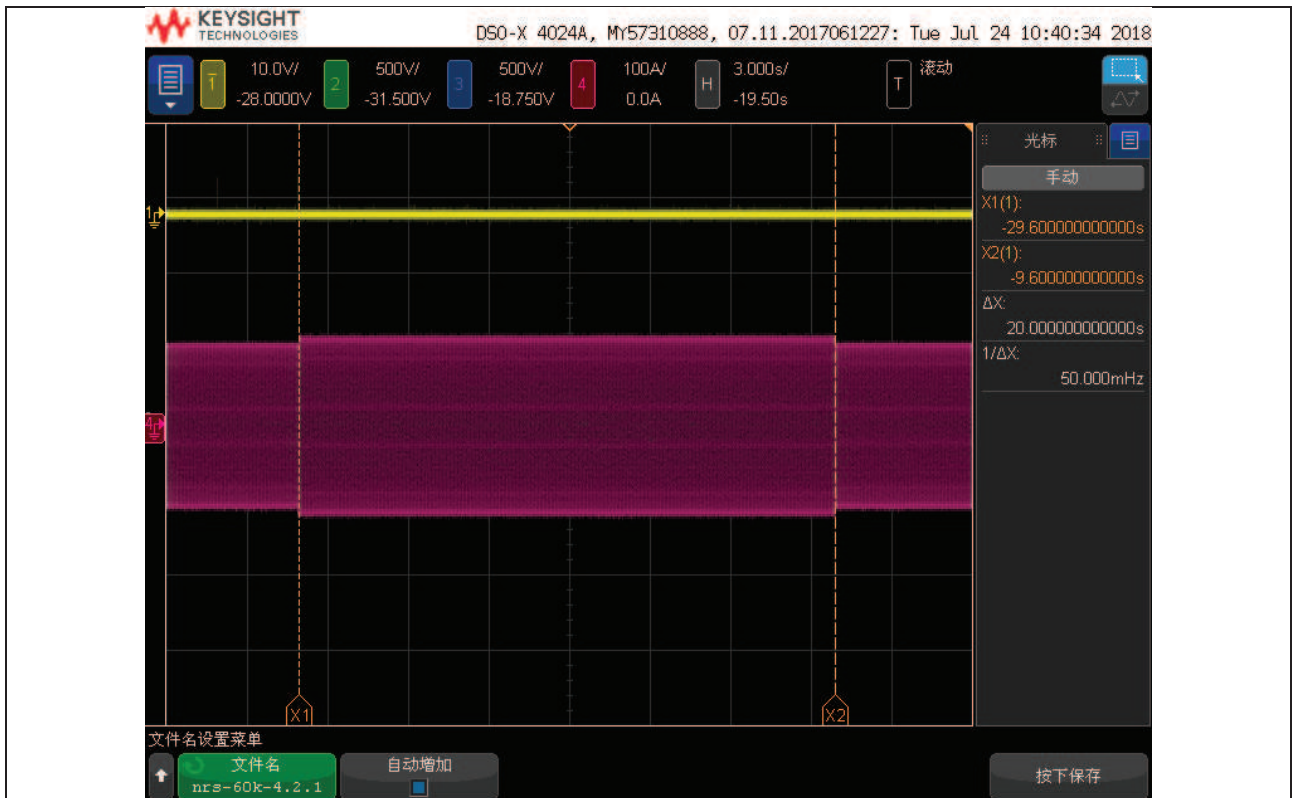 KEYSIGHT
TECHNOLOGIES
DSO-X 4024A, MY57310888, 07.11.2017061227: Tue Jul 24 10:40:34 2018
1 10.0V/ 2 500V/ 3 500V/ 4 100A/ H 3.000s/ T 滚动
-28.0000V -31.500V -18.750V 0.0A -19.50s
光标
手动
X1(1):
-29.600000000000s
X2(1):
-9.600000000000s
ΔX:
20.000000000000s
1/ΔX:
50.000mHz
1
4
X1 X2
文件名设置菜单
文件名
nrs-60k-4.2.1
自动增加
按下保存